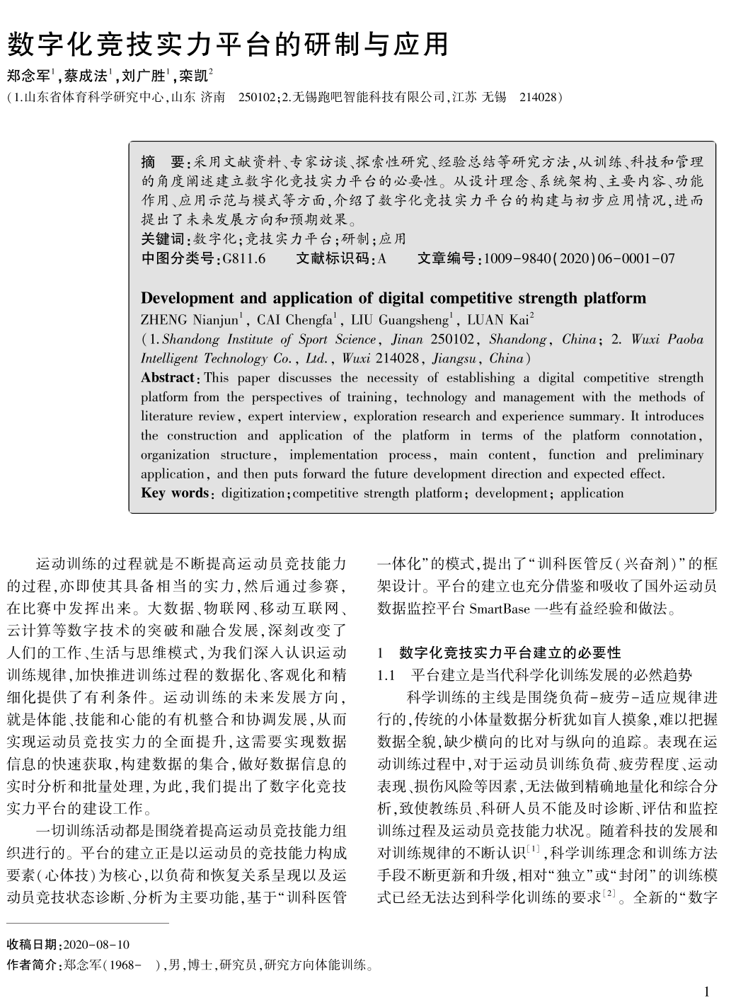 数字化竞技实力平台的研制与应用
郑念军1,蔡成法1,刘广胜1,栾凯2
(1.山东省体育科学研究中心,山东 济南　250102;2.无锡跑吧智能科技有限公司,江苏 无锡　214028)
摘　要:采用文献资料、专家访谈、探索性研究、经验总结等研究方法,从训练、科技和管理
的角度阐述建立数字化竞技实力平台的必要性。从设计理念、系统架构、主要内容、功能
作用、应用示范与模式等方面,介绍了数字化竞技实力平台的构建与初步应用情况,进而
提出了未来发展方向和预期效果。
关键词:数字化;竞技实力平台;研制;应用
中图分类号:G811.6　　文献标识码:A　　文章编号:1009-9840(2020)06-0001-07
Development and application of digital competitive strength platform
ZHENG Nianjun1, CAI Chengfa1, LIU Guangsheng1, LUAN Kai2
(1.Shandong Institute of Sport Science, Jinan 250102, Shandong, China; 2. Wuxi Paoba
Intelligent Technology Co., Ltd., Wuxi 214028, Jiangsu, China)
Abstract: This paper discusses the necessity of establishing a digital competitive strength
platform from the perspectives of training, technology and management with the methods of
literature review, expert interview, exploration research and experience summary. It introduces
the construction and application of the platform in terms of the platform connotation,
organization structure, implementation process, main content, function and preliminary
application, and then puts forward the future development direction and expected effect.
Key words: digitization;competitive strength platform; development; application
运动训练的过程就是不断提高运动员竞技能力
的过程,亦即使其具备相当的实力,然后通过参赛,
在比赛中发挥出来。大数据、物联网、移动互联网、
云计算等数字技术的突破和融合发展,深刻改变了
人们的工作、生活与思维模式,为我们深入认识运动
训练规律,加快推进训练过程的数据化、客观化和精
细化提供了有利条件。运动训练的未来发展方向,
就是体能、技能和心能的有机整合和协调发展,从而
实现运动员竞技实力的全面提升,这需要实现数据
信息的快速获取,构建数据的集合,做好数据信息的
实时分析和批量处理,为此,我们提出了数字化竞技
实力平台的建设工作。
一切训练活动都是围绕着提高运动员竞技能力组
织进行的。平台的建立正是以运动员的竞技能力构成
要素(心体技)为核心,以负荷和恢复关系呈现以及运
动员竞技状态诊断、分析为主要功能,基于“训科医管
一体化”的模式,提出了“训科医管反(兴奋剂)”的框
架设计。平台的建立也充分借鉴和吸收了国外运动员
数据监控平台 SmartBase 一些有益经验和做法。
1　数字化竞技实力平台建立的必要性
1.1　平台建立是当代科学化训练发展的必然趋势
科学训练的主线是围绕负荷-疲劳-适应规律进
行的,传统的小体量数据分析犹如盲人摸象,难以把握
数据全貌,缺少横向的比对与纵向的追踪。表现在运
动训练过程中,对于运动员训练负荷、疲劳程度、运动
表现、损伤风险等因素,无法做到精确地量化和综合分
析,致使教练员、科研人员不能及时诊断、评估和监控
训练过程及运动员竞技能力状况。随着科技的发展和
对训练规律的不断认识[1],科学训练理念和训练方法
手段不断更新和升级,相对“独立”或“封闭”的训练模
式已经无法达到科学化训练的要求[2]。全新的“数字
收稿日期:2020-08-10
作者简介:郑念军(1968-　),男,博士,研究员,研究方向体能训练。
1